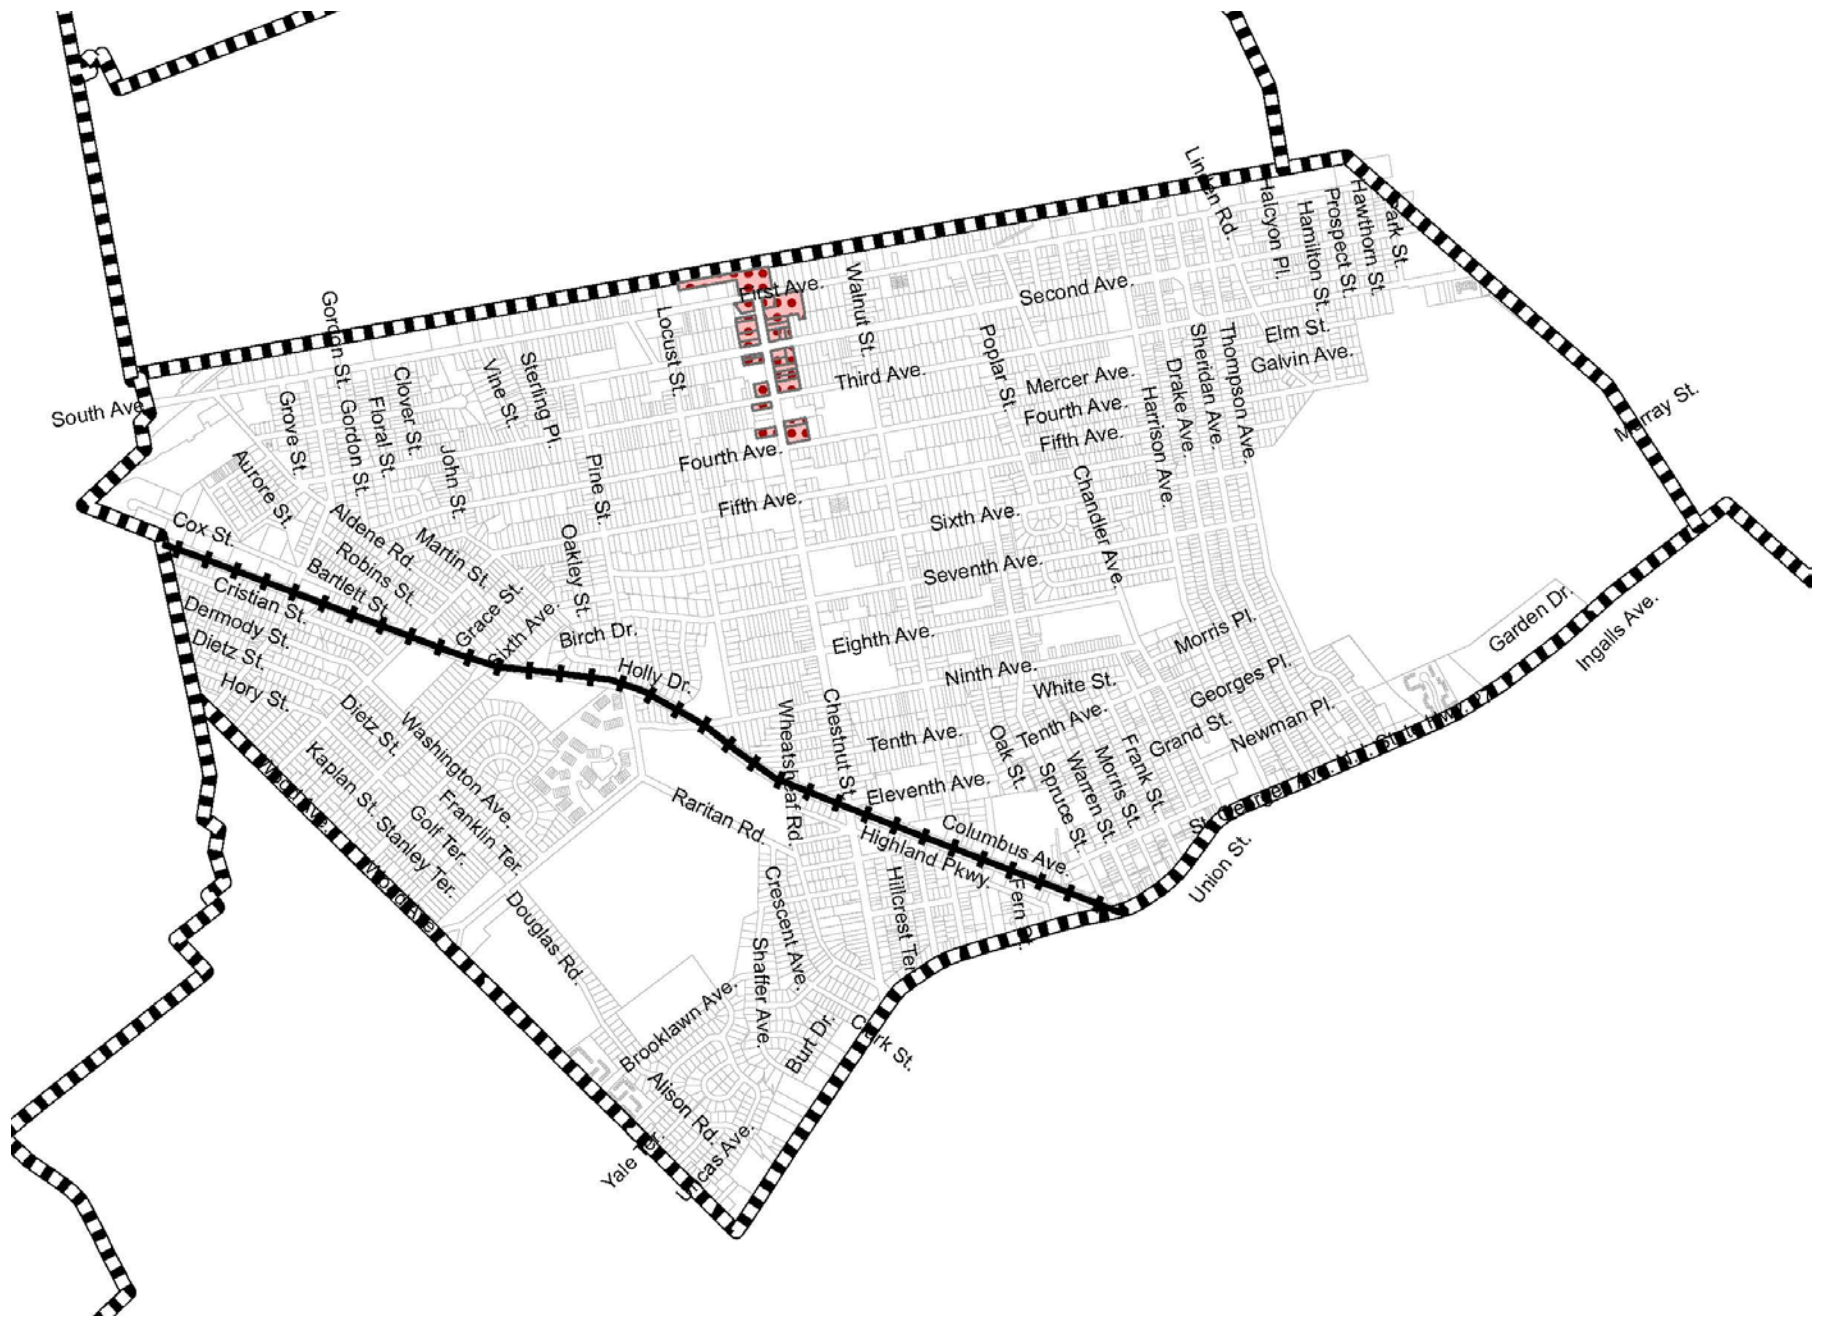 Linden Rd.
Halcyon Pl.
Hamilton St.
Prospect St.
Hawthorn St.
First Ave.
Walnut St.
Second Ave.
Gordon St.
Locust St.
Elm St.
Galvin Ave.
Thompson Ave.
Sheridan Ave.
Drake Ave.
Harrison Ave.
Poplar St.
Third Ave.
Mercer Ave.
Fourth Ave.
Fifth Ave.
South Ave.
Grove St.
Gordon St.
Floral St.
Clover St.
Vine St.
Sterling Pl.
John St.
Murray St.
Fourth Ave.
Fifth Ave.
Pine St.
Aurore St.
Chandler Ave.
Sixth Ave.
Cox St.
Aldene Rd.
Martin St.
Robins St.
Bartlett St.
Oakley St.
Seventh Ave.
Cristian St.
Dermody St.
Dietz St.
Hory St.
Grace St.
Sixth Ave.
Birch Dr.
Holly Dr.
Eighth Ave.
Morris Pl.
Garden Dr.
Ingalls Ave.
Ninth Ave.
White St.
Georges Pl.
Dietz St.
Washington Ave.
Wheatsheaf Rd.
Chestnut St.
Tenth Ave.
Tenth Ave.
Oak St.
Grand St.
Newman Pl.
Frank St.
Morris St.
Warren St.
Spruce St.
Kaplan St.
Franklin Ter.
Golf Ter.
Stanley Ter.
Raritan Rd.
Eleventh Ave.
Columbus Ave.
Highland Pkwy.
Union St.
Douglas Rd.
Crescent Ave.
Hillcrest Ter.
Shaffer Ave.
Brooklawn Ave.
Burt Dr.
Alison Rd.
Yale